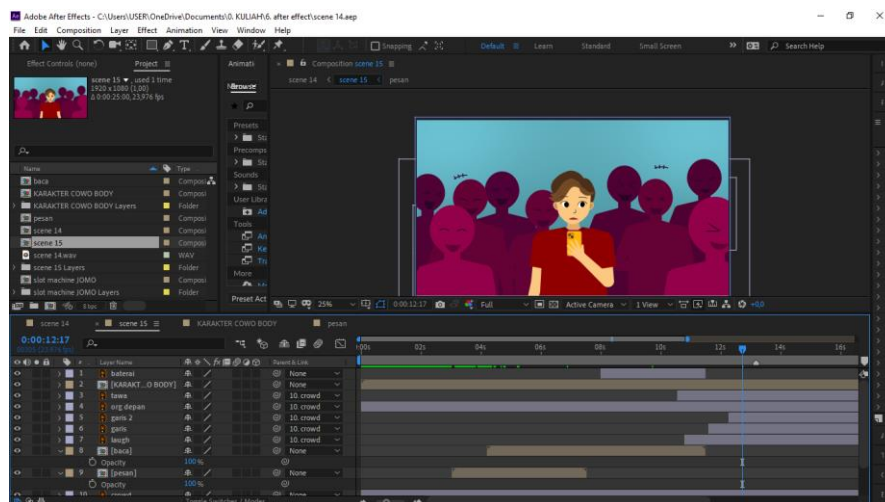 Adobe After Effects - C:\Users\USER\OneDrive\Documents\0. KULIAH\6. after effect\scene 14.aep
File Edit Composition Layer Effect Animation View Window Help
Snapping Default Learn Standard Small Screen Search Help
Effect Controls (none) Project
scene 15 , used 1 time
1920 x 1080 (1,00)
Δ 0:00:25:00, 23,976 fps
Name Type
baca Composi
KARAKTER COWO BODY Composi
KARAKTER COWO BODY Layers Folder
pesan Composi
scene 14 Composi
scene 15 Composi
scene 14.wav WAV
scene 15 Layers Folder
slot machine JOMO Composi
slot machine JOMO Layers Folder
8 bpc
Animati
Presets
Precomps
Sounds
User Libra
Ad
Tools
More
Preset Act
Composition scene 15
scene 14 scene 15 pesan
25% 0:00:12:17 Full Active Camera 1 View +0,0
scene 14 scene 15 KARAKTER COWO BODY pesan
0:00:12:17
# Layer Name Parent & Link
1 baterai None
2 [KARAKT...O BODY] None
3 tawa 10. crowd
4 org depan 10. crowd
5 garis 2 10. crowd
6 garis 10. crowd
7 laugh 10. crowd
8 [baca] None
Opacity 100%
9 [pesan] None
Opacity 100%
10 crowd None
Toggle Switches / Modes
02s 04s 06s 08s 10s 12s 14s 16s